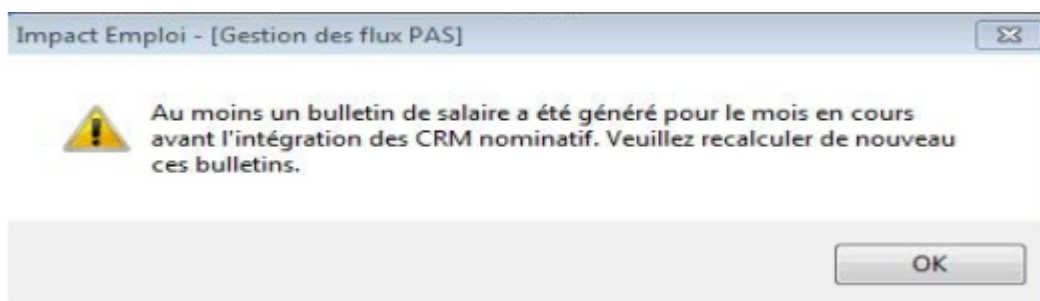 Impact Emploi - [Gestion des flux PAS]
Au moins un bulletin de salaire a été généré pour le mois en cours
avant l'intégration des CRM nominatif. Veuillez recalculer de nouveau
ces bulletins.
OK